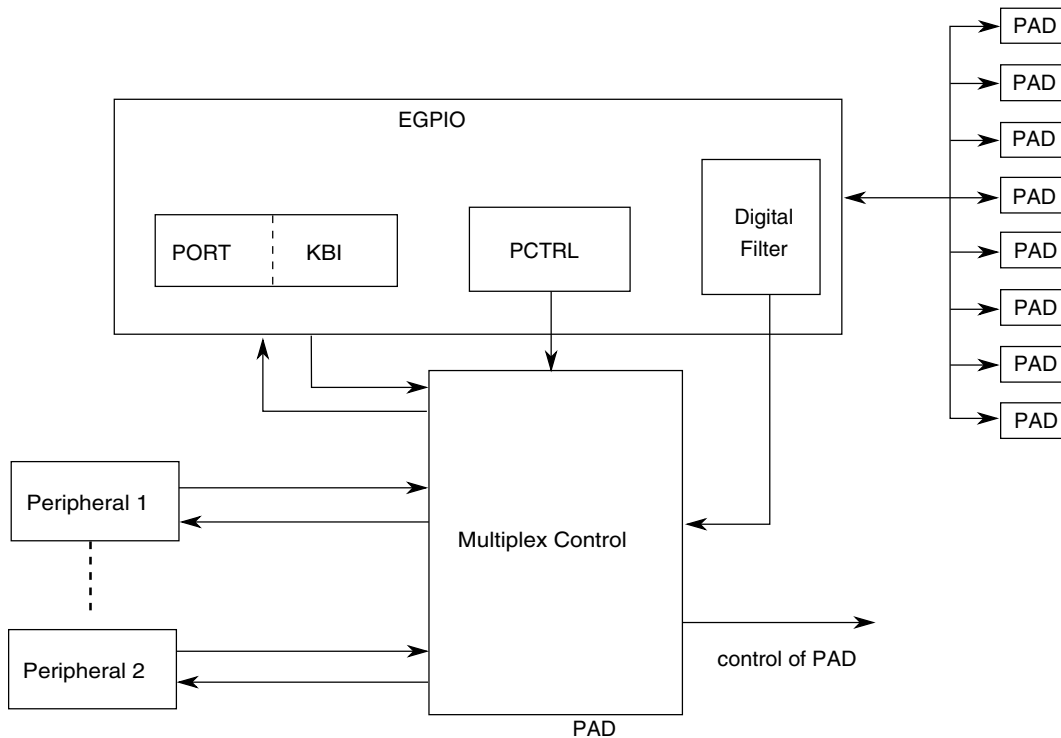 PAD
PAD
EGPIO
PAD
PAD
Digital
Filter
PORT
KBI
PCTRL
PAD
PAD
PAD
PAD
Peripheral 1
Multiplex Control
Peripheral 2
control of PAD
PAD